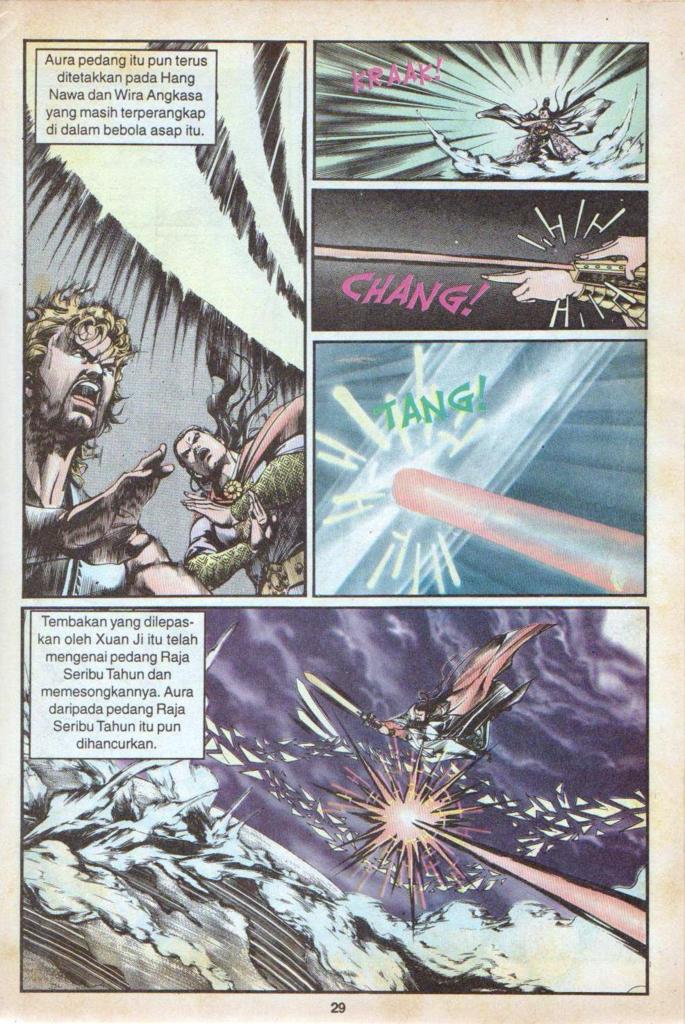 Aura pedang itu pun terus
ditetakkan pada Hang
Nawa dan Wira Angkasa
yang masih terperangkap
di dalam bebola asap itu.
KRAAK!
CHANG!
TANG!
Tembakan yang dilepas-
kan oleh Xuan Ji itu telah
mengenai pedang Raja
Seribu Tahun dan
memesongkannya. Aura
daripada pedang Raja
Seribu Tahun itu pun
dihancurkan.
29